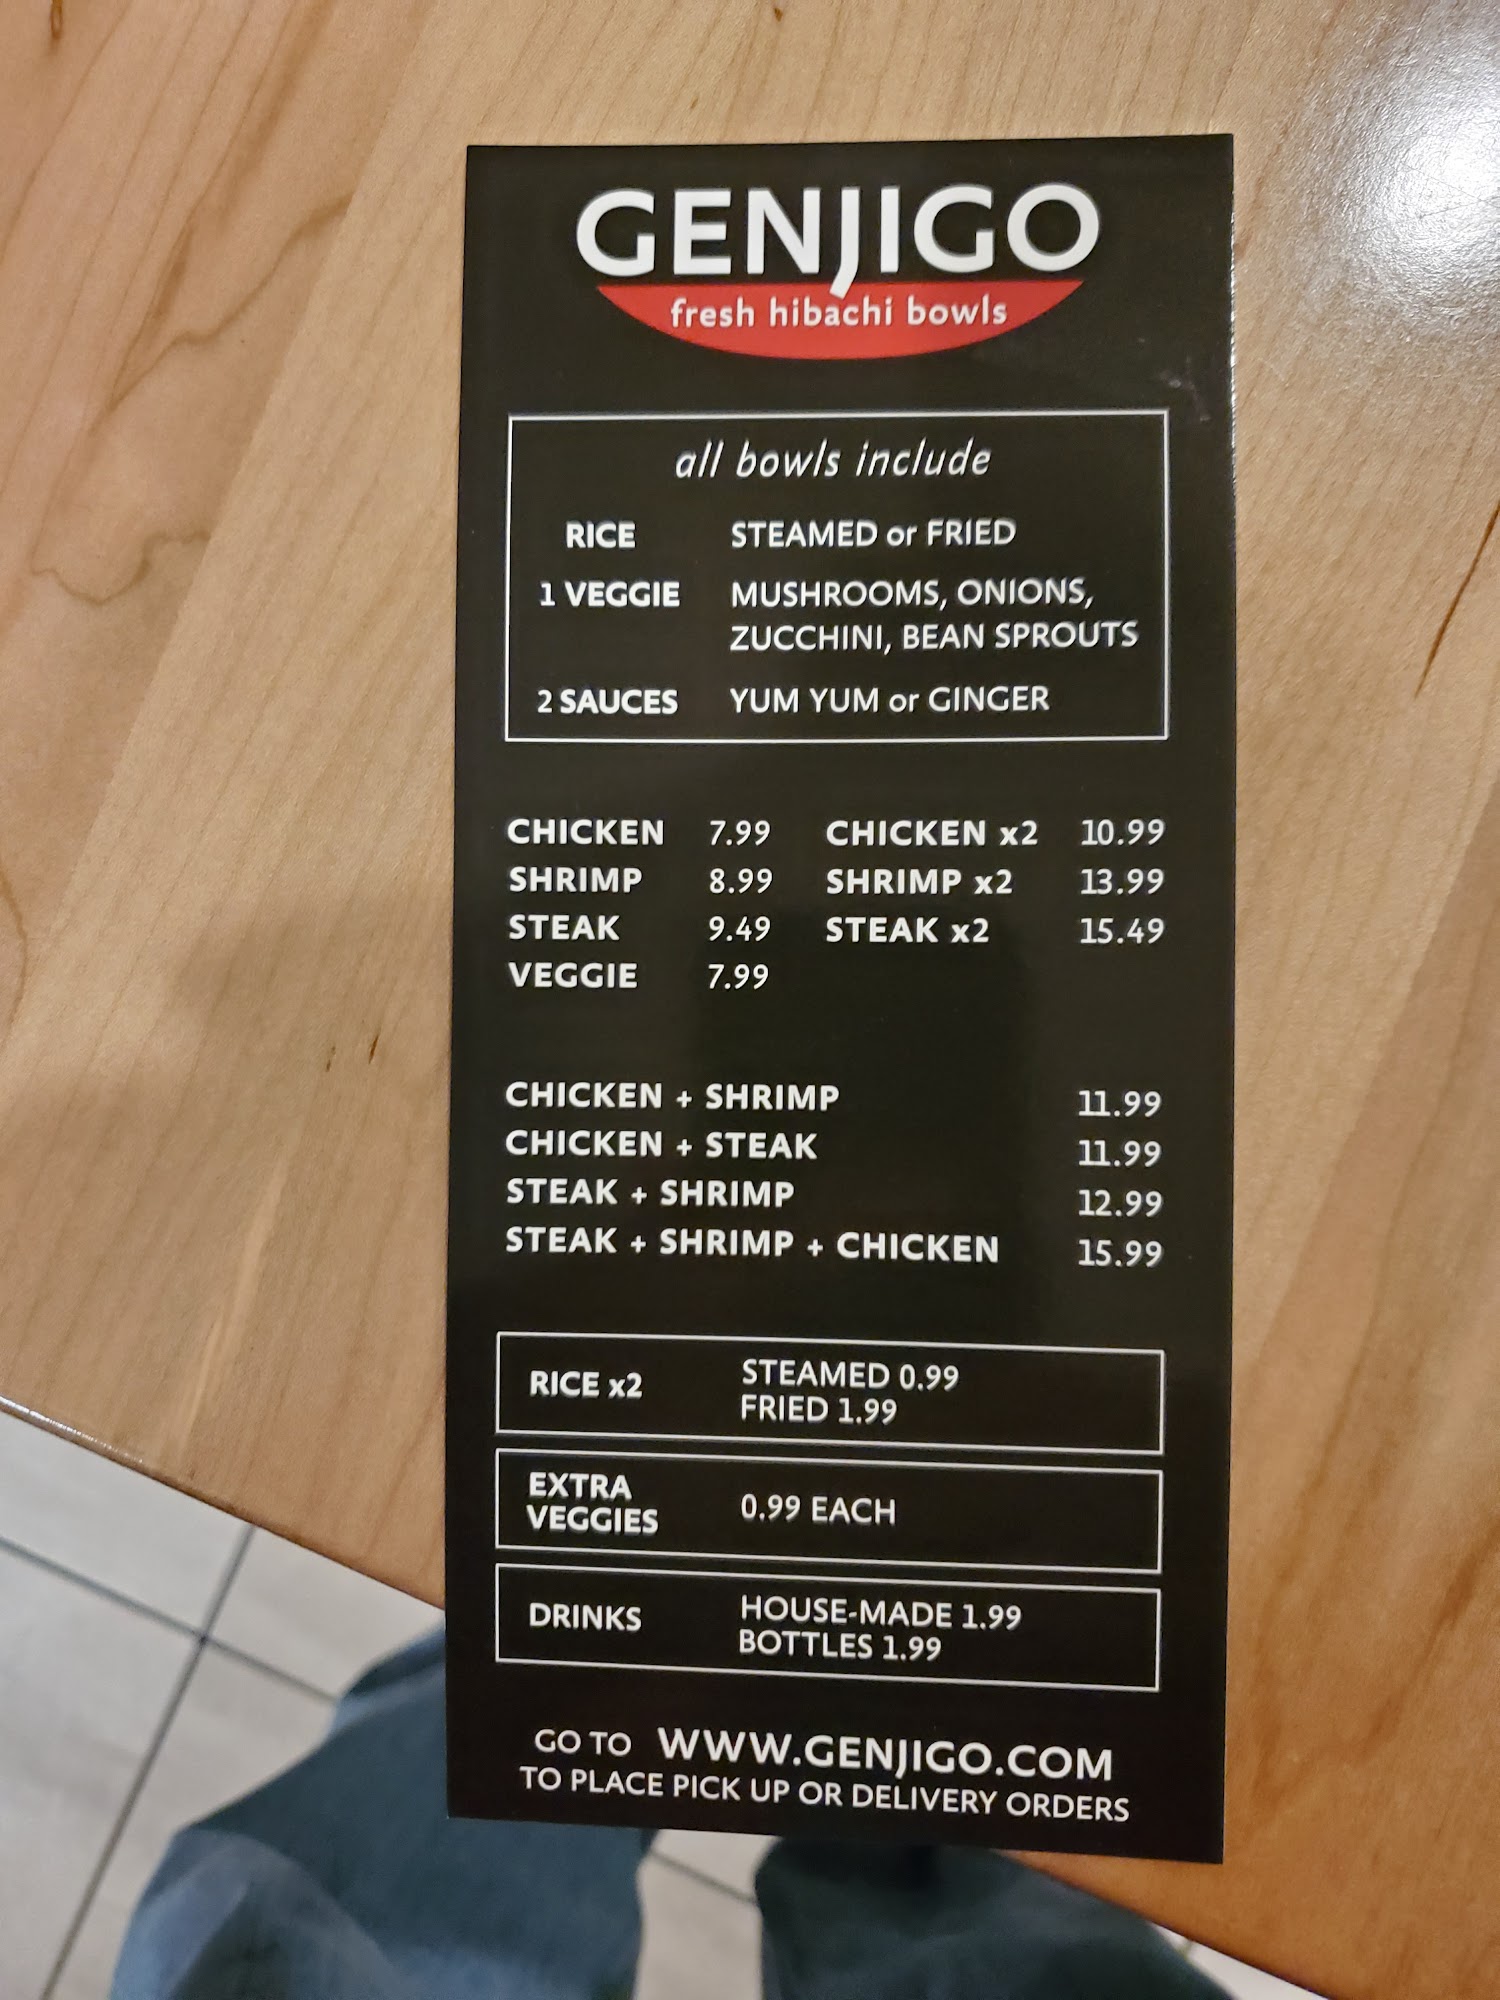 GENJIGO
fresh hibachi bowls
all bowls include
RICE STEAMED or FRIED
1 VEGGIE MUSHROOMS, ONIONS,
ZUCCHINI, BEAN SPROUTS
2 SAUCES YUM YUM or GINGER
CHICKEN 7.99 CHICKEN x2 10.99
SHRIMP 8.99 SHRIMP x2 13.99
STEAK 9.49 STEAK x2 15.49
VEGGIE 7.99
CHICKEN + SHRIMP 11.99
CHICKEN + STEAK 11.99
STEAK + SHRIMP 12.99
STEAK + SHRIMP + CHICKEN 15.99
RICE x2 STEAMED 0.99
FRIED 1.99
EXTRA
VEGGIES 0.99 EACH
DRINKS HOUSE-MADE 1.99
BOTTLES 1.99
GO TO WWW.GENJIGO.COM
TO PLACE PICK UP OR DELIVERY ORDERS